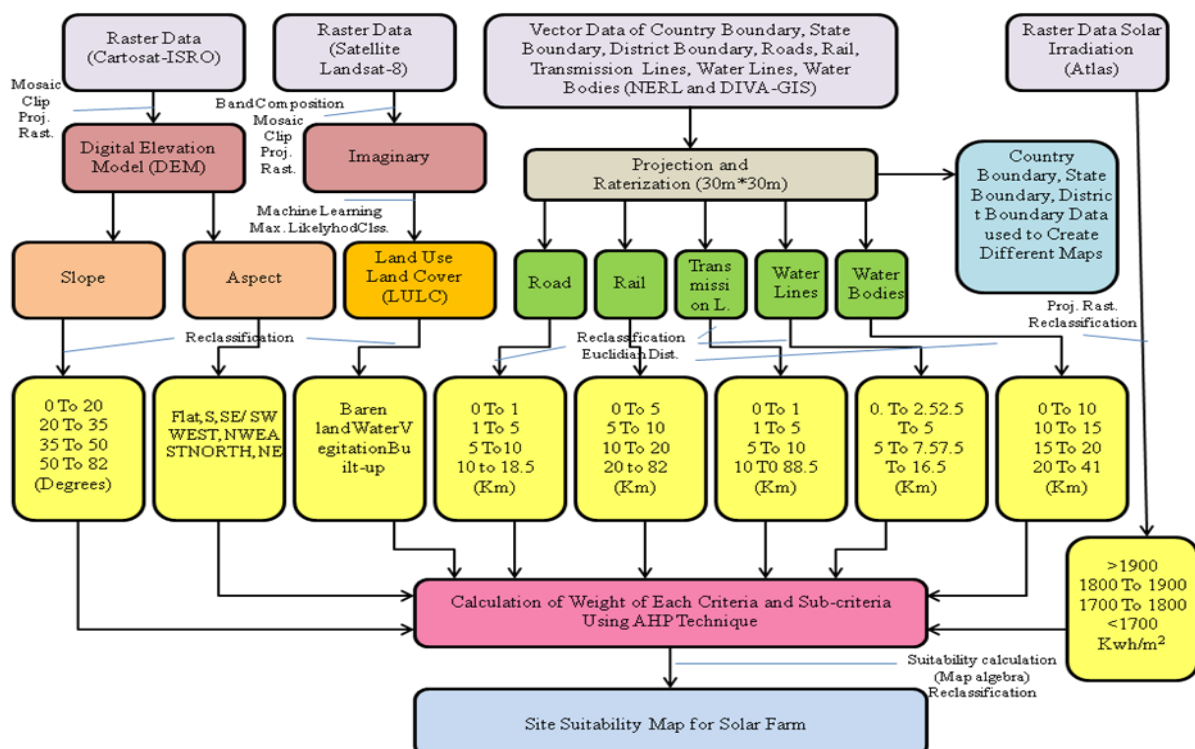 Raster Data
(Cartosat-ISRO)
Raster Data
(Satellite
Landsat-8)
Vector Data of Country Boundary, State
Boundary, District Boundary, Roads, Rail,
Transmission Lines, Water Lines, Water
Bodies (NERL and DIVA-GIS)
Raster Data Solar
Irradiation
(Atlas)
Mosaic
Clip
Proj.
Rast.
Band Composition
Mosaic
Clip
Proj.
Rast.
Digital Elevation
Model (DEM)
Imaginary
Projection and
Raterization (30m*30m)
Country
Boundary, State
Boundary, Distric
t Boundary Data
used to Create
Different Maps
Machine Learning
Max. Likelyhod Clss.
Slope
Aspect
Land Use
Land Cover
(LULC)
Road
Rail
Trans
missi
on L.
Water
Lines
Water
Bodies
Proj. Rast.
Reclassification
Reclassification
Reclassification
Euclidian Dist.
0 To 20
20 To 35
35 To 50
50 To 82
(Degrees)
Flat,S,SE/ SW
WEST,NWEA
STNORTH,NE
Baren
landWaterV
egitationBu
ilt-up
0 To 1
1 To 5
5 To10
10 to 18.5
(Km)
0 To 5
5 To 10
10 To 20
20 to 82
(Km)
0 To 1
1 To 5
5 To 10
10 T0 88.5
(Km)
0. To 2.52.5
To 5
5 To 7.57.5
To 16.5
(Km)
0 To 10
10 To 15
15 To 20
20 To 41
(Km)
>1900
1800 To 1900
1700 To 1800
<1700
Kwh/m²
Calculation of Weight of Each Criteria and Sub-criteria
Using AHP Technique
Suitability calculation
(Map algebra)
Reclassification
Site Suitability Map for Solar Farm